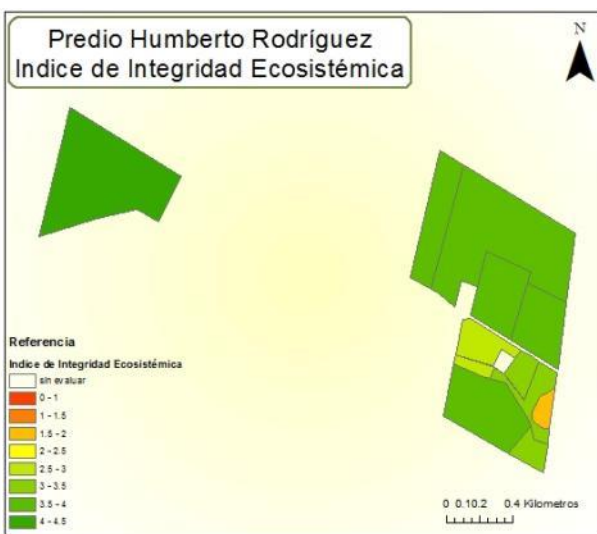 Predio Humberto Rodríguez
Indice de Integridad Ecosistémica
N
Referencia
Indice de Integridad Ecosistémica
sin evaluar
0 - 1
1 - 1.5
1.5 - 2
2 - 2.5
2.5 - 3
3 - 3.5
3.5 - 4
4 - 4.5
0 0.10.2 0.4 Kilometros